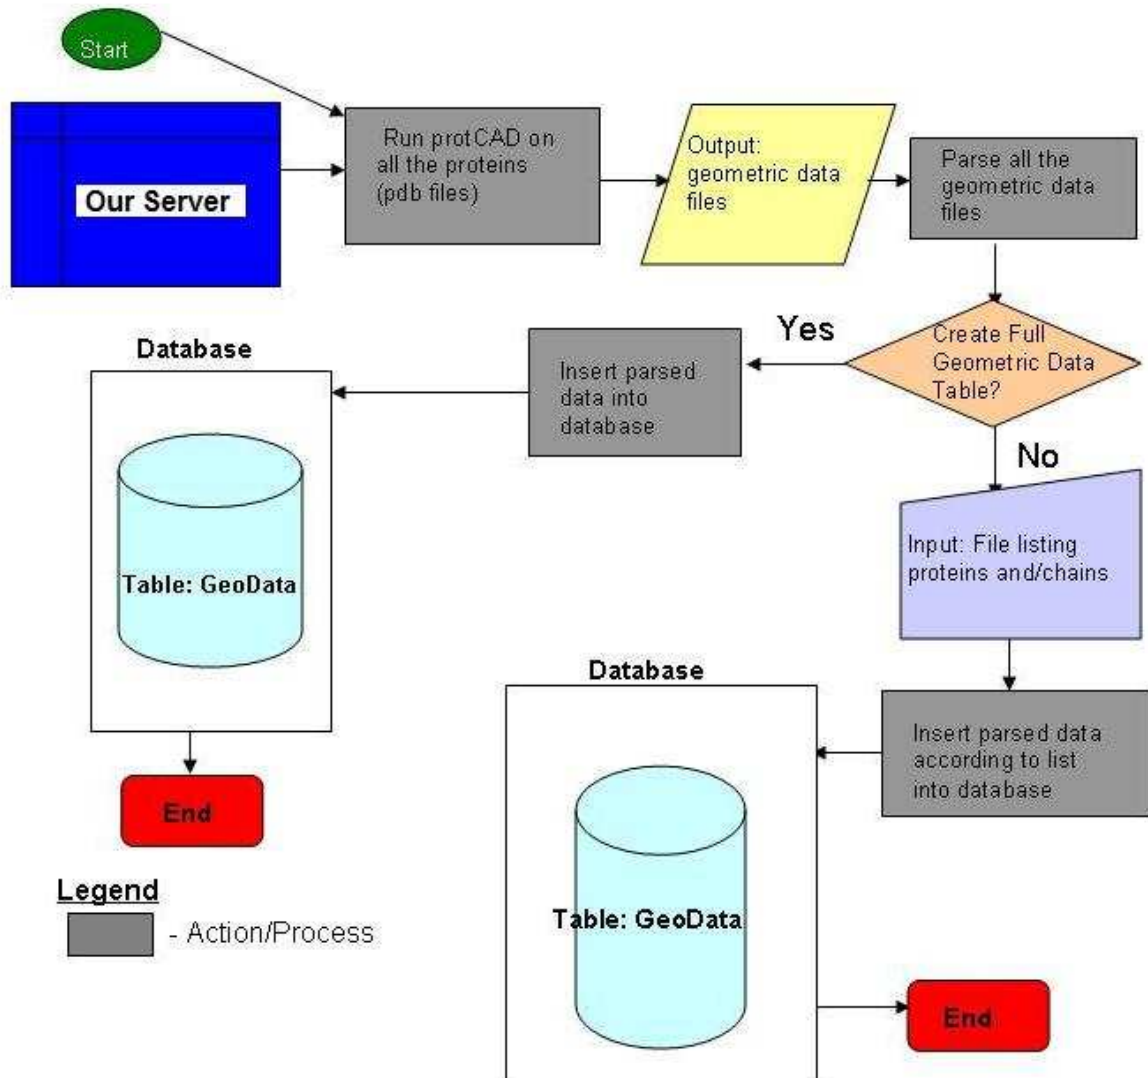 Start
Our Server
Run protCAD on
all the proteins
(pdb files)
Output:
geometric data
files
Parse all the
geometric data
files
Create Full
Geometric Data
Table?
Yes
Insert parsed
data into
database
Database
Table: GeoData
End
No
Input: File listing
proteins and/chains
Insert parsed data
according to list
into database
Database
Table: GeoData
End
Legend
- Action/Process